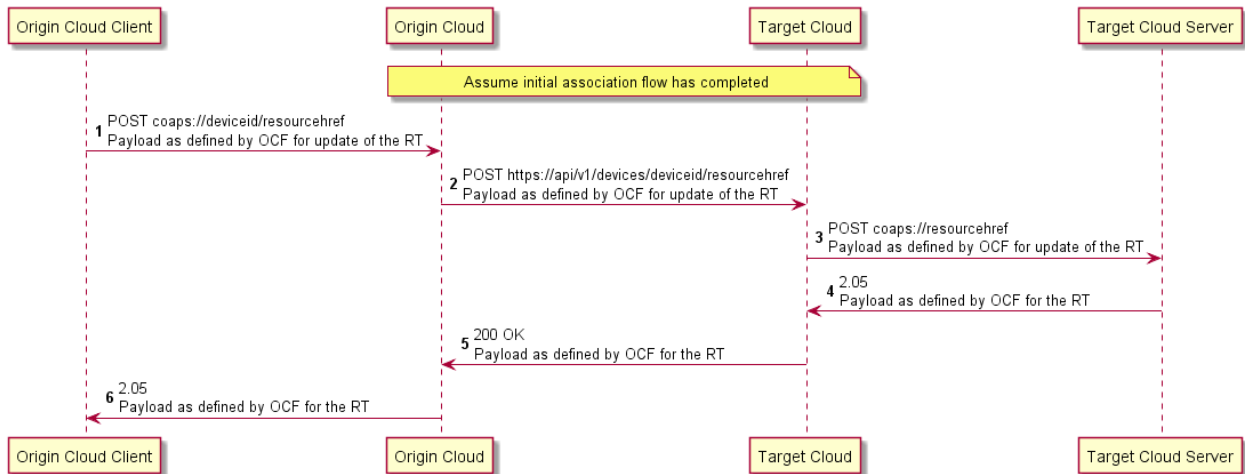 Origin Cloud Client
Origin Cloud
Target Cloud
Target Cloud Server
Assume initial association flow has completed
1 POST coaps://deviceid/resourcehref
Payload as defined by OCF for update of the RT
2 POST https://api/v1/devices/deviceid/resourcehref
Payload as defined by OCF for update of the RT
3 POST coaps://resourcehref
Payload as defined by OCF for update of the RT
4 2.05
Payload as defined by OCF for the RT
5 200 OK
Payload as defined by OCF for the RT
6 2.05
Payload as defined by OCF for the RT
Origin Cloud Client
Origin Cloud
Target Cloud
Target Cloud Server